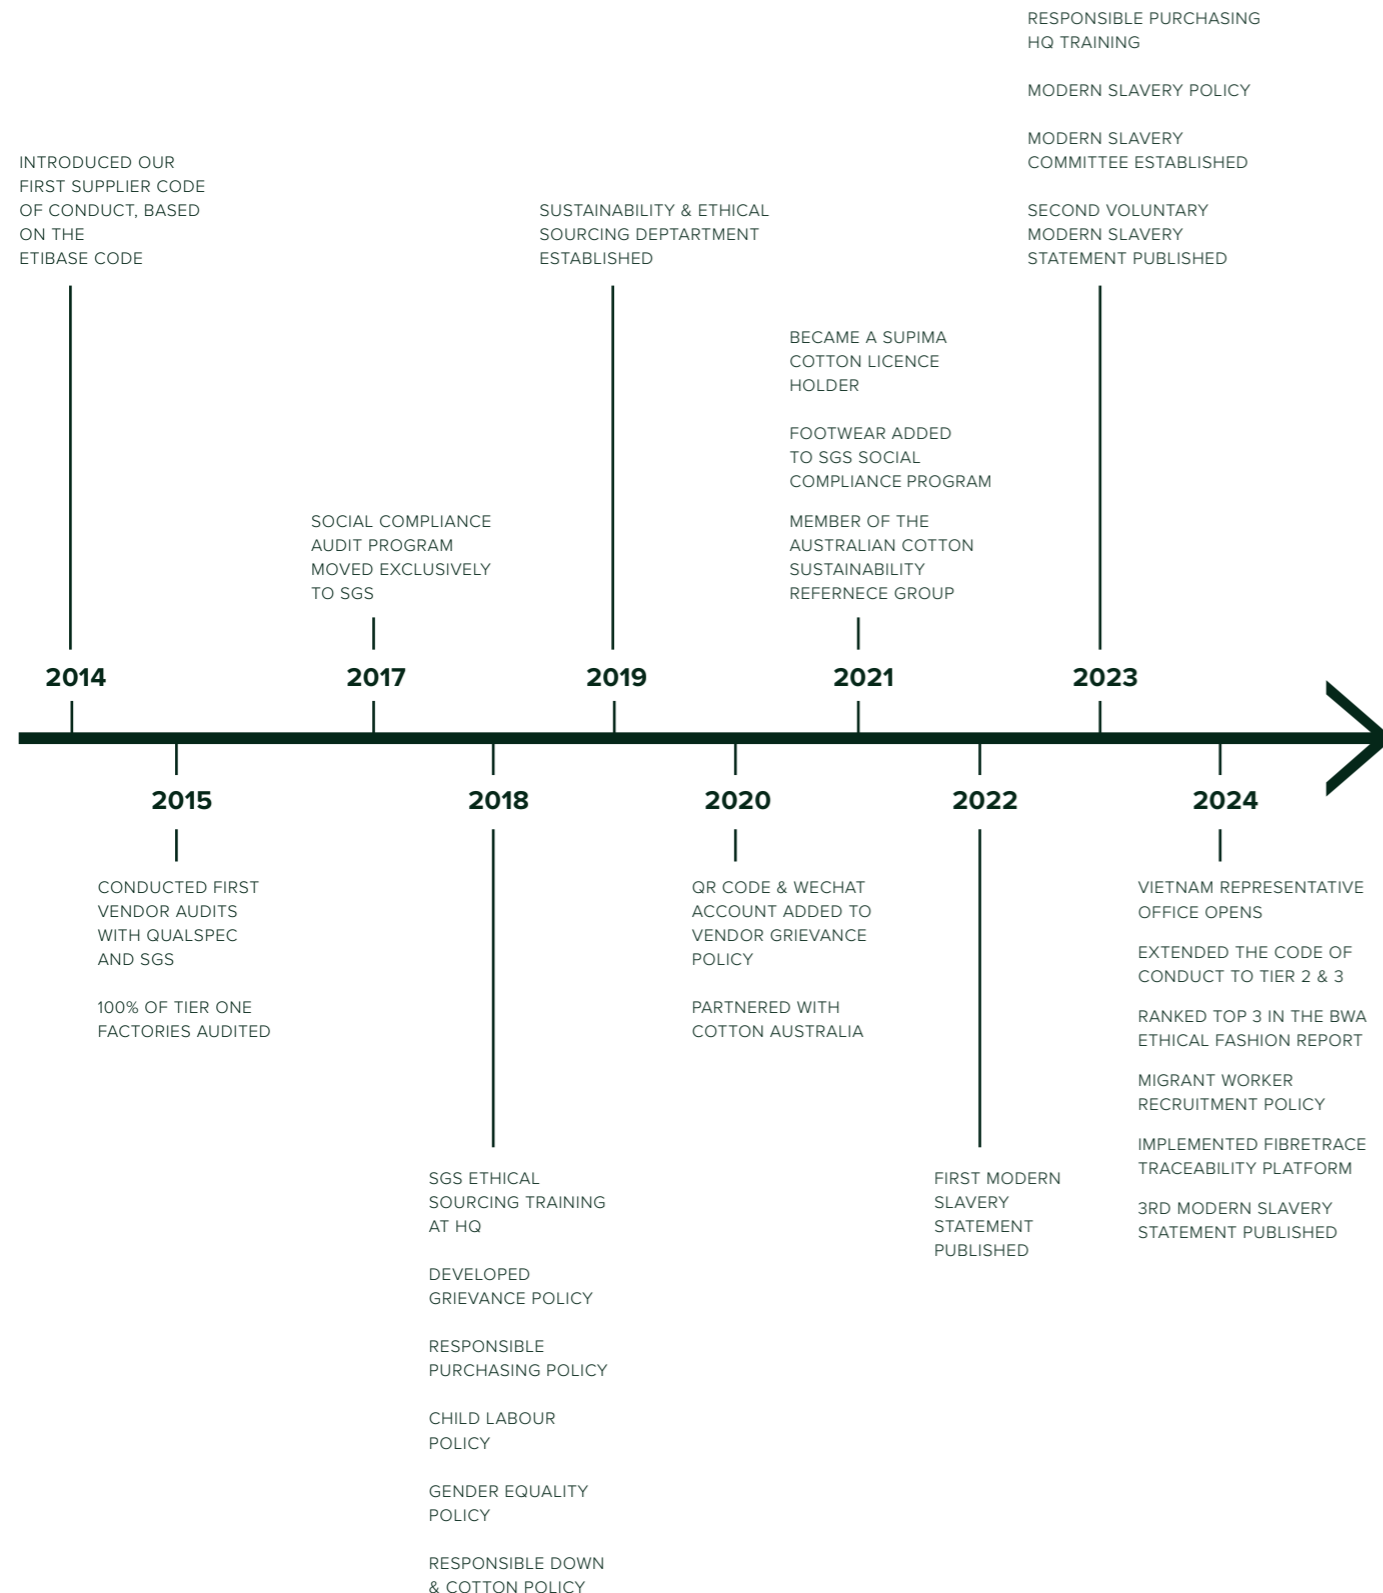 RESPONSIBLE PURCHASING
HQ TRAINING
MODERN SLAVERY POLICY
MODERN SLAVERY
COMMITTEE ESTABLISHED
SECOND VOLUNTARY
MODERN SLAVERY
STATEMENT PUBLISHED
INTRODUCED OUR
FIRST SUPPLIER CODE
OF CONDUCT, BASED
ON THE
ETIBASE CODE
SUSTAINABILITY & ETHICAL
SOURCING DEPTARTMENT
ESTABLISHED
BECAME A SUPIMA
COTTON LICENCE
HOLDER
FOOTWEAR ADDED
TO SGS SOCIAL
COMPLIANCE PROGRAM
MEMBER OF THE
AUSTRALIAN COTTON
SUSTAINABILITY
REFERNECE GROUP
SOCIAL COMPLIANCE
AUDIT PROGRAM
MOVED EXCLUSIVELY
TO SGS
2014
2017
2019
2021
2023
2015
2018
2020
2022
2024
CONDUCTED FIRST
VENDOR AUDITS
WITH QUALSPEC
AND SGS
100% OF TIER ONE
FACTORIES AUDITED
QR CODE & WECHAT
ACCOUNT ADDED TO
VENDOR GRIEVANCE
POLICY
PARTNERED WITH
COTTON AUSTRALIA
VIETNAM REPRESENTATIVE
OFFICE OPENS
EXTENDED THE CODE OF
CONDUCT TO TIER 2 & 3
RANKED TOP 3 IN THE BWA
ETHICAL FASHION REPORT
MIGRANT WORKER
RECRUITMENT POLICY
IMPLEMENTED FIBRETRACE
TRACEABILITY PLATFORM
3RD MODERN SLAVERY
STATEMENT PUBLISHED
SGS ETHICAL
SOURCING TRAINING
AT HQ
DEVELOPED
GRIEVANCE POLICY
RESPONSIBLE
PURCHASING POLICY
CHILD LABOUR
POLICY
GENDER EQUALITY
POLICY
RESPONSIBLE DOWN
& COTTON POLICY
FIRST MODERN
SLAVERY
STATEMENT
PUBLISHED